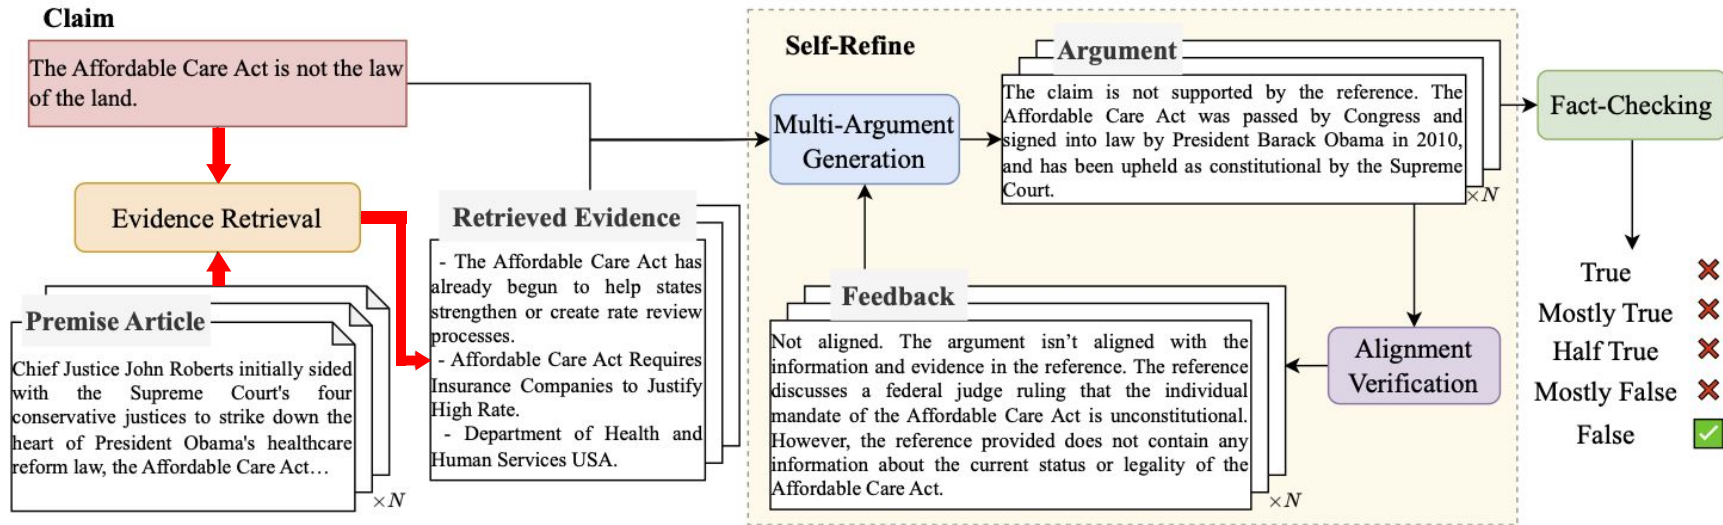 Claim
The Affordable Care Act is not the law
of the land.
Evidence Retrieval
Premise Article
Chief Justice John Roberts initially sided
with the Supreme Court's four
conservative justices to strike down the
heart of President Obama's healthcare
reform law, the Affordable Care Act...
×N
Retrieved Evidence
- The Affordable Care Act has
already begun to help states
strengthen or create rate review
processes.
- Affordable Care Act Requires
Insurance Companies to Justify
High Rate.
- Department of Health and
Human Services USA.
Self-Refine
Multi-Argument
Generation
Argument
The claim is not supported by the reference. The
Affordable Care Act was passed by Congress and
signed into law by President Barack Obama in 2010,
and has been upheld as constitutional by the Supreme
Court.
×N
Feedback
Not aligned. The argument isn't aligned with the
information and evidence in the reference. The reference
discusses a federal judge ruling that the individual
mandate of the Affordable Care Act is unconstitutional.
However, the reference provided does not contain any
information about the current status or legality of the
Affordable Care Act.
×N
Alignment
Verification
Fact-Checking
True
Mostly True
Half True
Mostly False
False